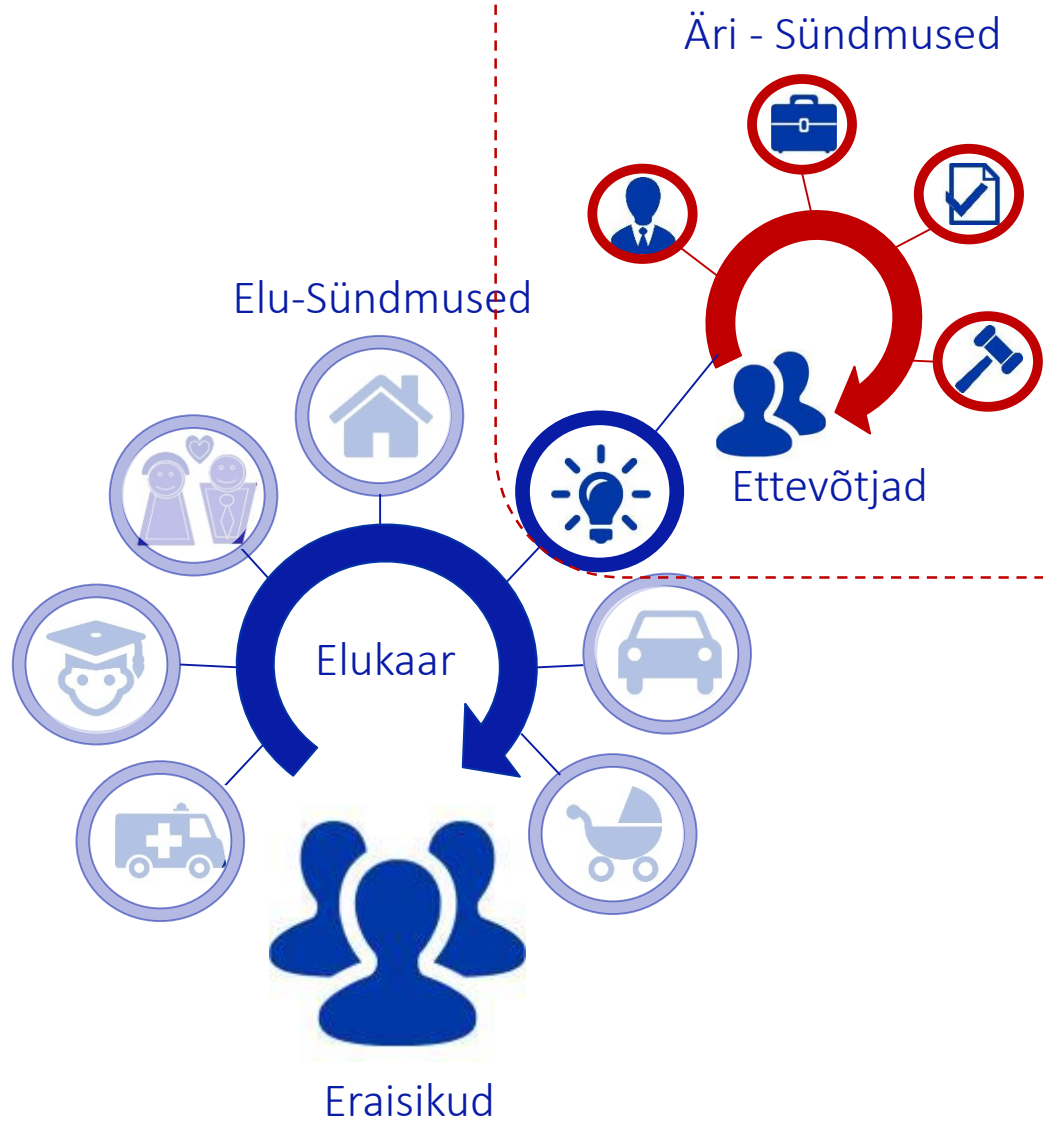 Äri - Sündmused
Elu-Sündmused
Ettevõtjad
Elukaar
Eraisikud